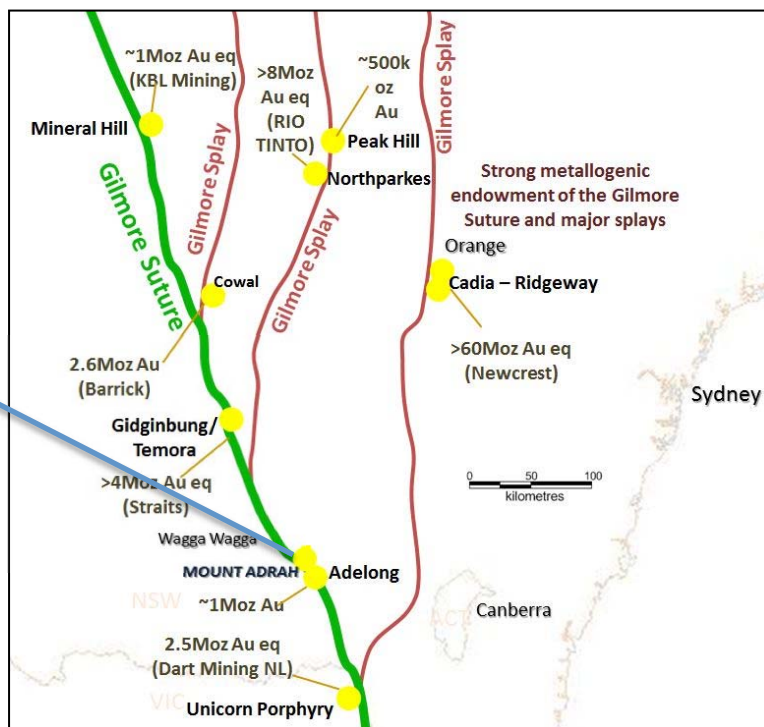 ~1Moz Au eq
(KBL Mining)
Mineral Hill
>8Moz
Au eq
(RIO
TINTO)
~500k
oz
Au
Peak Hill
Northparkes
Gilmore Splay
Gilmore Splay
Gilmore Splay
Gilmore Suture
Strong metallogenic
endowment of the Gilmore
Suture and major splays
Orange
Cadia – Ridgeway
>60Moz Au eq
(Newcrest)
Cowal
2.6Moz Au
(Barrick)
Sydney
Gidginbung/
Temora
>4Moz Au eq
(Straits)
0 50 100
kilometres
Wagga Wagga
MOUNT ADRAH
Adelong
NSW
~1Moz Au
Canberra
ACT
2.5Moz Au eq
(Dart Mining NL)
VIC
Unicorn Porphyry